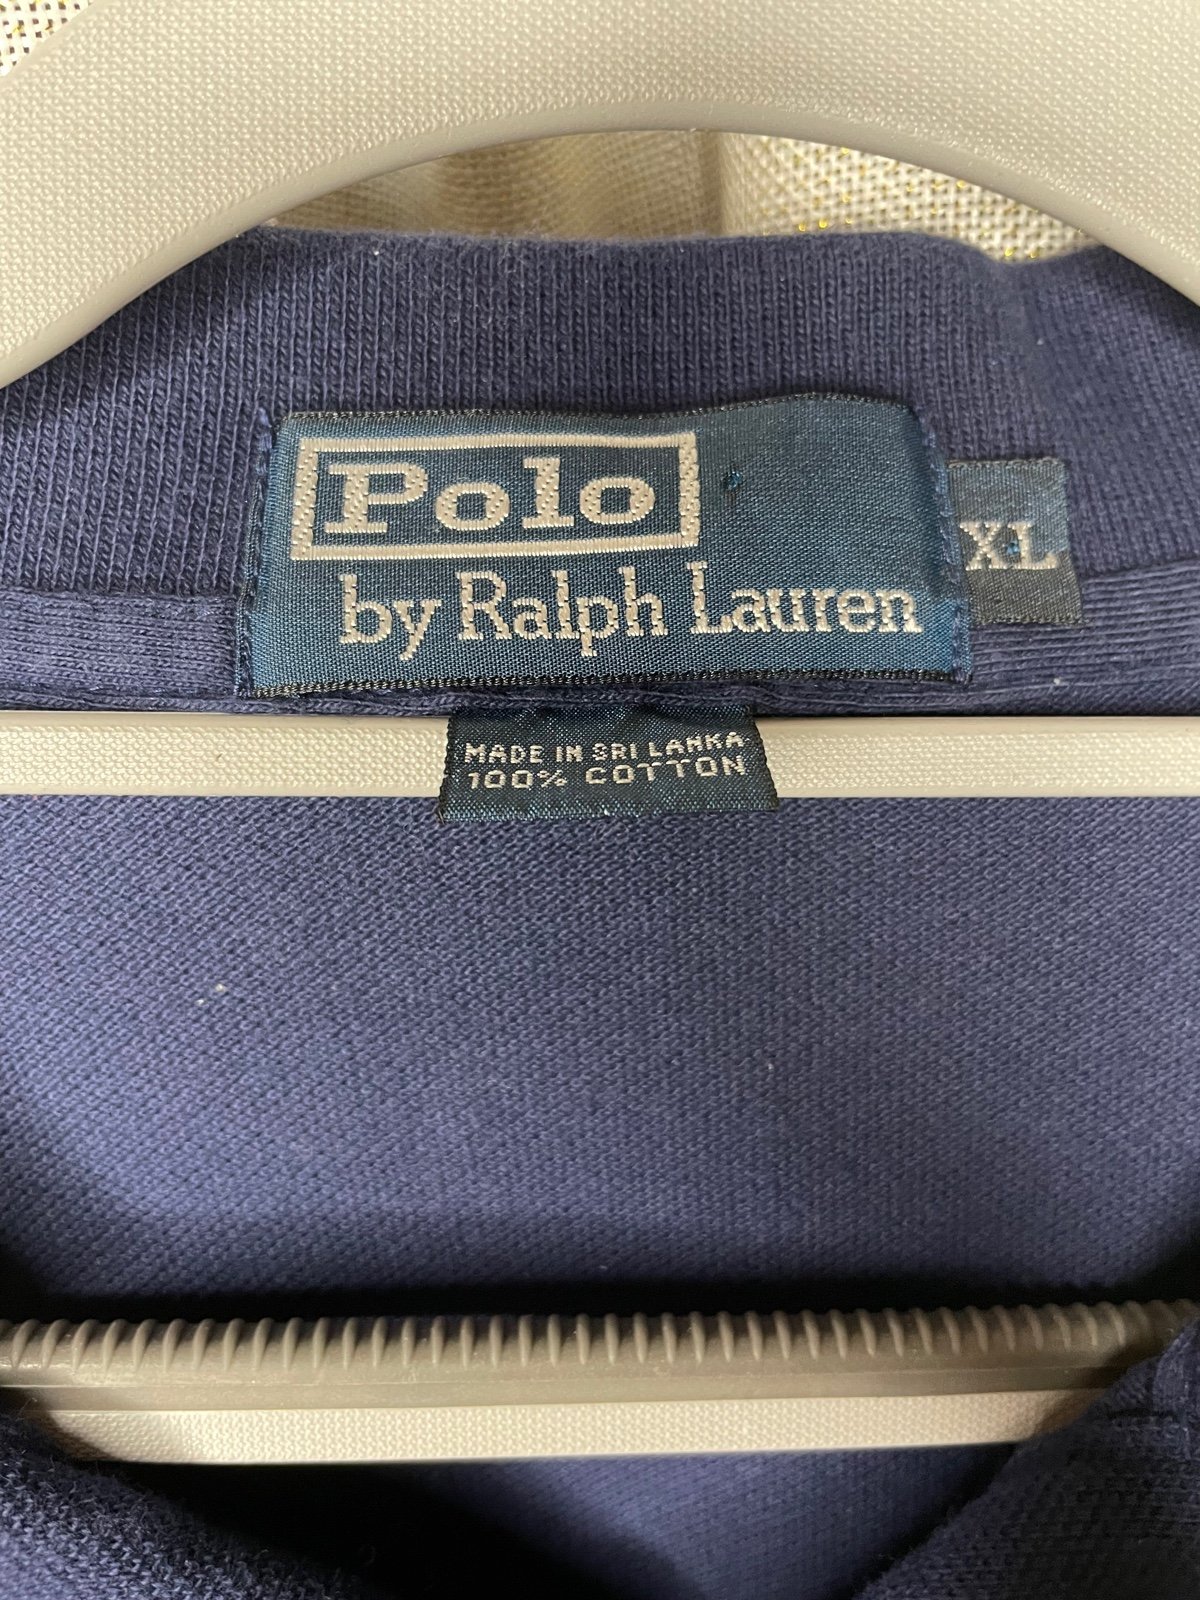 Polo
by Ralph Lauren
XL
MADE IN SRI LANKA
100% COTTON